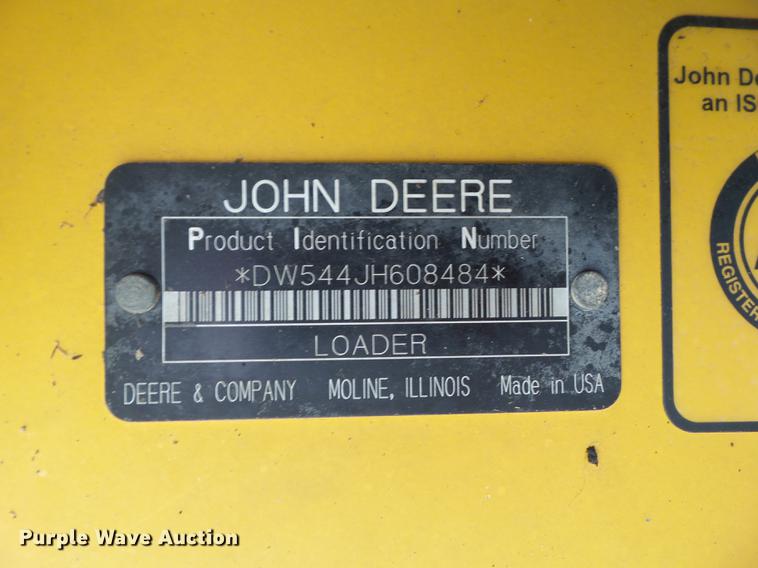 JOHN DEERE
Product Identification Number
*DW544JH608484*
LOADER
DEERE & COMPANY MOLINE, ILLINOIS Made in USA
John De
an IS
REGISTER
Purple Wave Auction